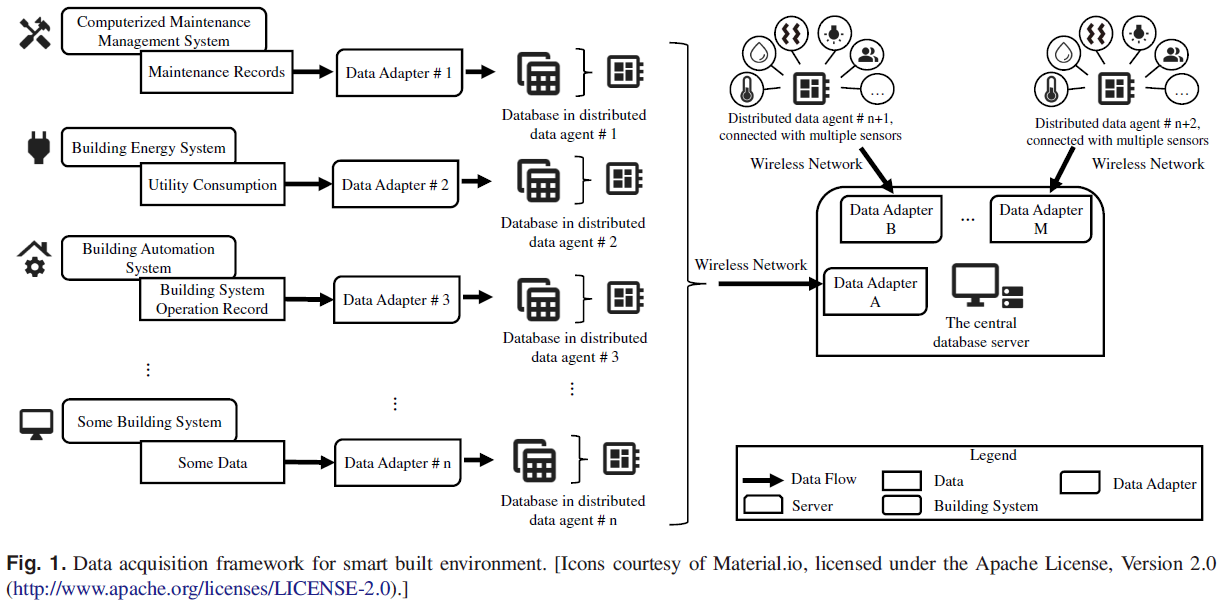 Computerized Maintenance
Management System
Maintenance Records
Data Adapter # 1
Database in distributed
data agent # 1
Building Energy System
Utility Consumption
Data Adapter # 2
Database in distributed
data agent # 2
Building Automation
System
Building System
Operation Record
Data Adapter # 3
Database in distributed
data agent # 3
⋮
⋮
⋮
Some Building System
Some Data
Data Adapter # n
Database in distributed
data agent # n
...
Distributed data agent # n+1,
connected with multiple sensors
Wireless Network
...
Distributed data agent # n+2,
connected with multiple sensors
Wireless Network
Wireless Network
Data Adapter
B
...
Data Adapter
M
Data Adapter
A
The central
database server
Legend
Data Flow
Data
Data Adapter
Server
Building System
Fig. 1. Data acquisition framework for smart built environment. [Icons courtesy of Material.io, licensed under the Apache License, Version 2.0
(http://www.apache.org/licenses/LICENSE-2.0).]